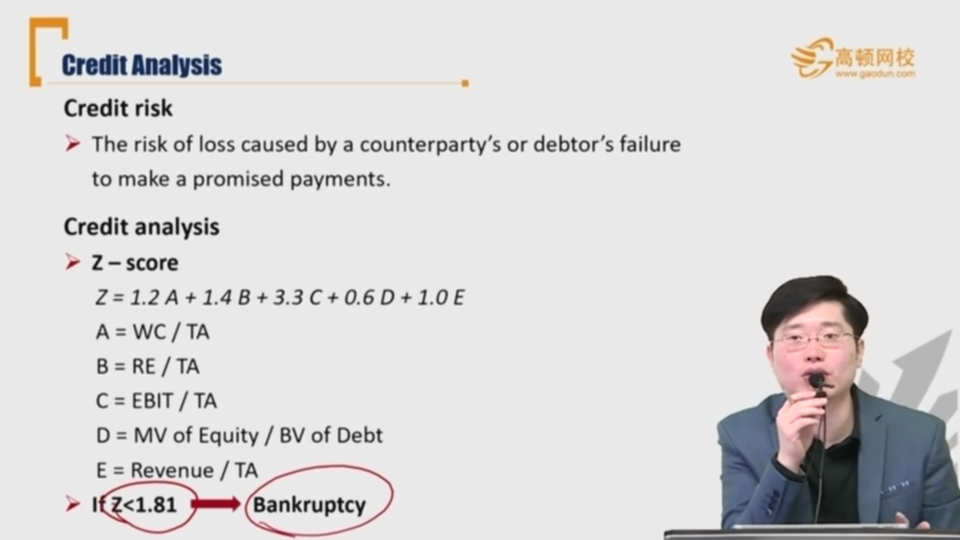 Credit Analysis
高顿网校
www.gaodun.com
Credit risk
The risk of loss caused by a counterparty's or debtor's failure
to make a promised payments.
Credit analysis
Z – score
Z = 1.2 A + 1.4 B + 3.3 C + 0.6 D + 1.0 E
A = WC / TA
B = RE / TA
C = EBIT / TA
D = MV of Equity / BV of Debt
E = Revenue / TA
If Z<1.81 Bankruptcy